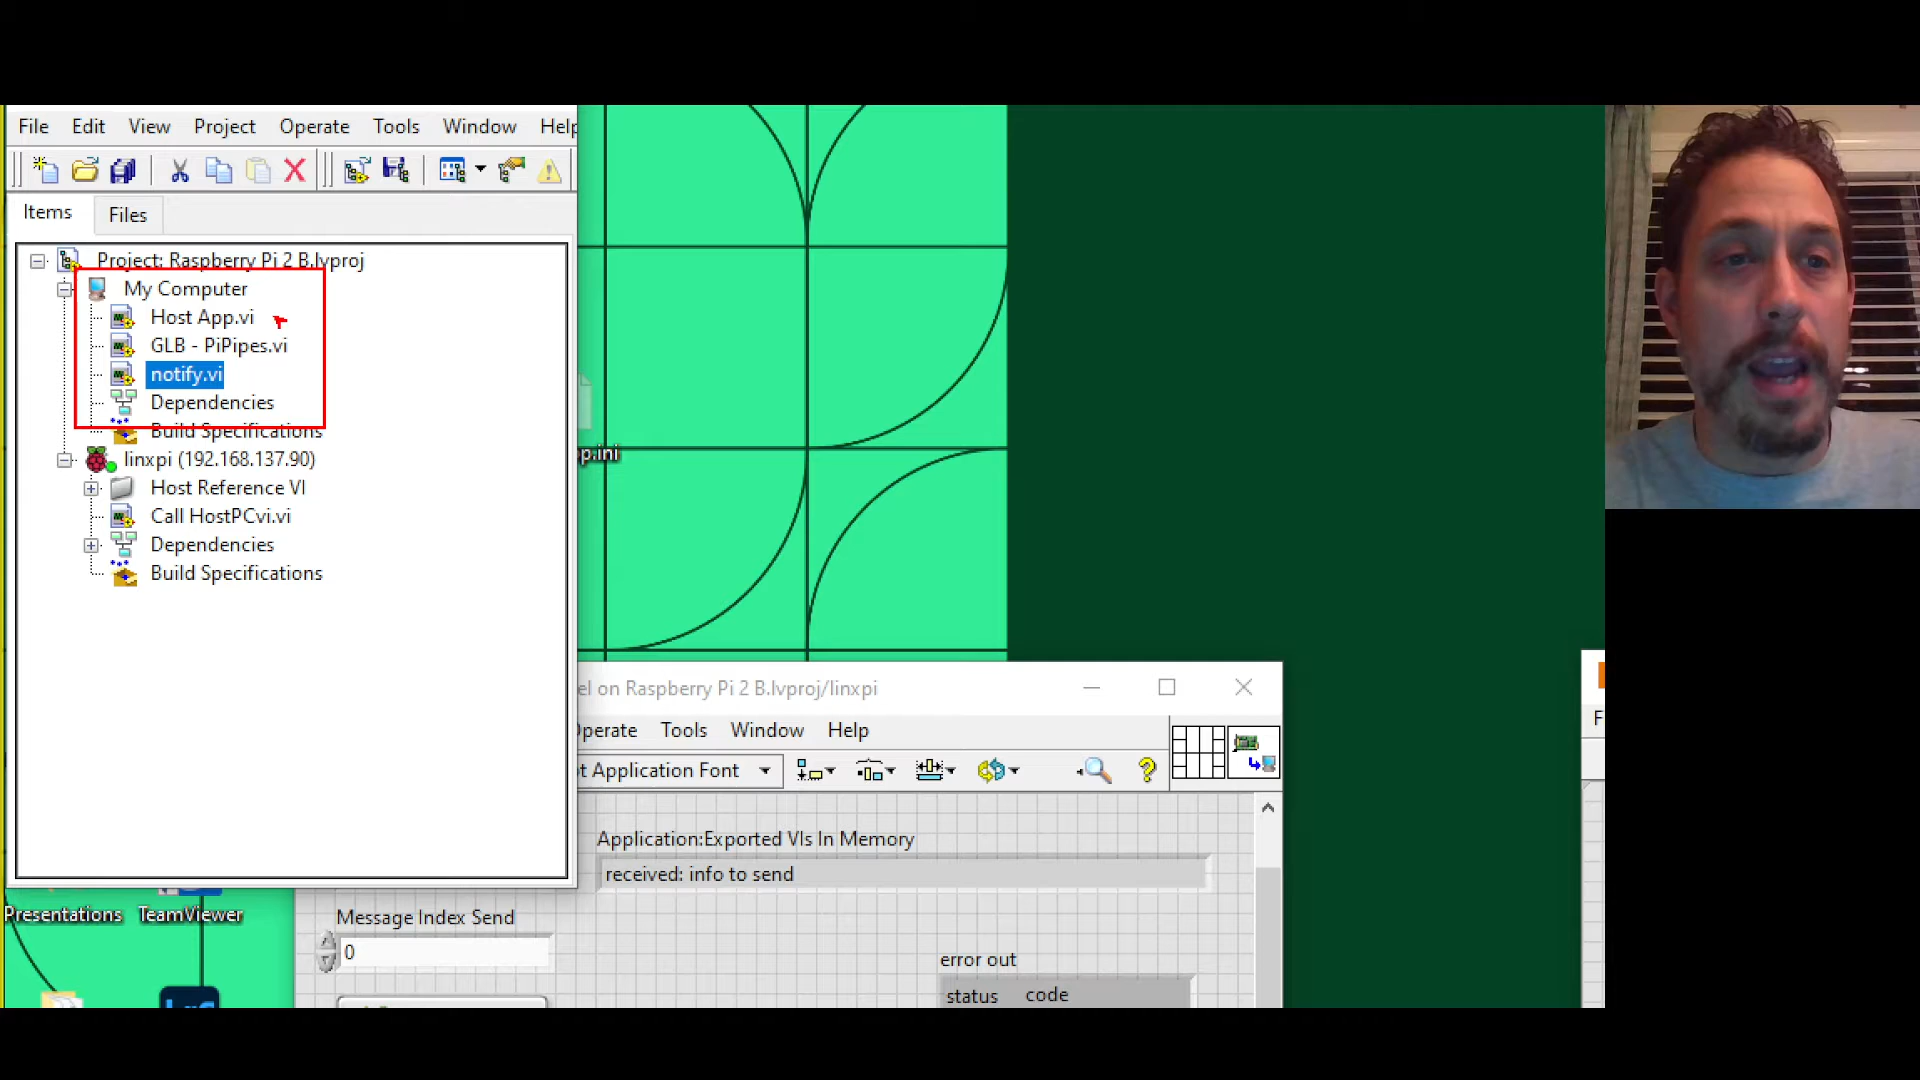 File Edit View Project Operate Tools Window Help
Items Files
Project: Raspberry Pi 2 B.lvproj
My Computer
Host App.vi
GLB - PiPipes.vi
notify.vi
Dependencies
Build Specifications
linxpi (192.168.137.90)
Host Reference VI
Call HostPCvi.vi
Dependencies
Build Specifications
p.ini
el on Raspberry Pi 2 B.lvproj/linxpi
Operate Tools Window Help
t Application Font
Application:Exported VIs In Memory
received: info to send
Presentations TeamViewer
Message Index Send
0
error out
status code
F